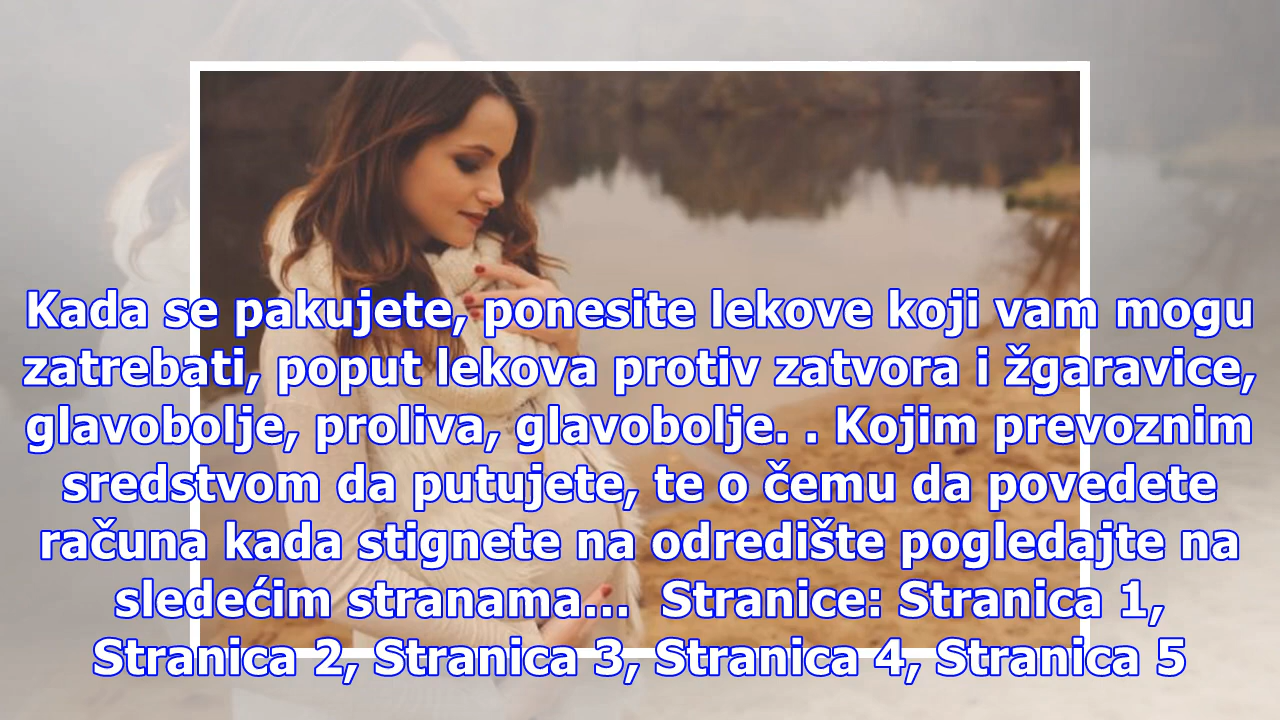 Kada se pakujete, ponesite lekove koji vam mogu
zatrebati, poput lekova protiv zatvora i žgaravice,
glavobolje, proliva, glavobolje. . Kojim prevoznim
sredstvom da putujete, te o čemu da povedete
računa kada stignete na odredište pogledajte na
sledećim stranama... Stranice: Stranica 1,
Stranica 2, Stranica 3, Stranica 4, Stranica 5